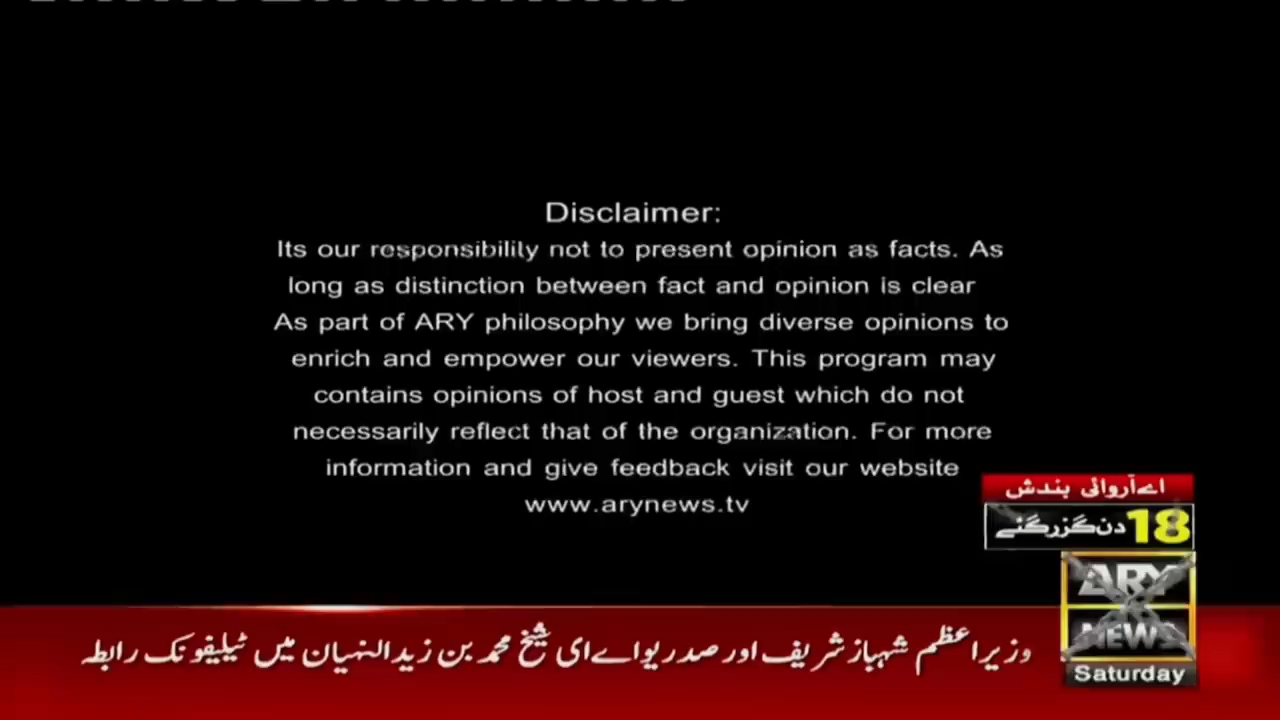 Disclaimer:
Its our responsibility not to present opinion as facts. As
long as distinction between fact and opinion is clear
As part of ARY philosophy we bring diverse opinions to
enrich and empower our viewers. This program may
contains opinions of host and guest which do not
necessarily reflect that of the organization. For more
information and give feedback visit our website
www.arynews.tv
اےآروائی بندش
18 دن گزر گئے
ARY
NEWS
Saturday
وزیراعظم شہباز شریف اور صدر یو اے ای شیخ محمد بن زید النہیان میں ٹیلیفونک رابطہ